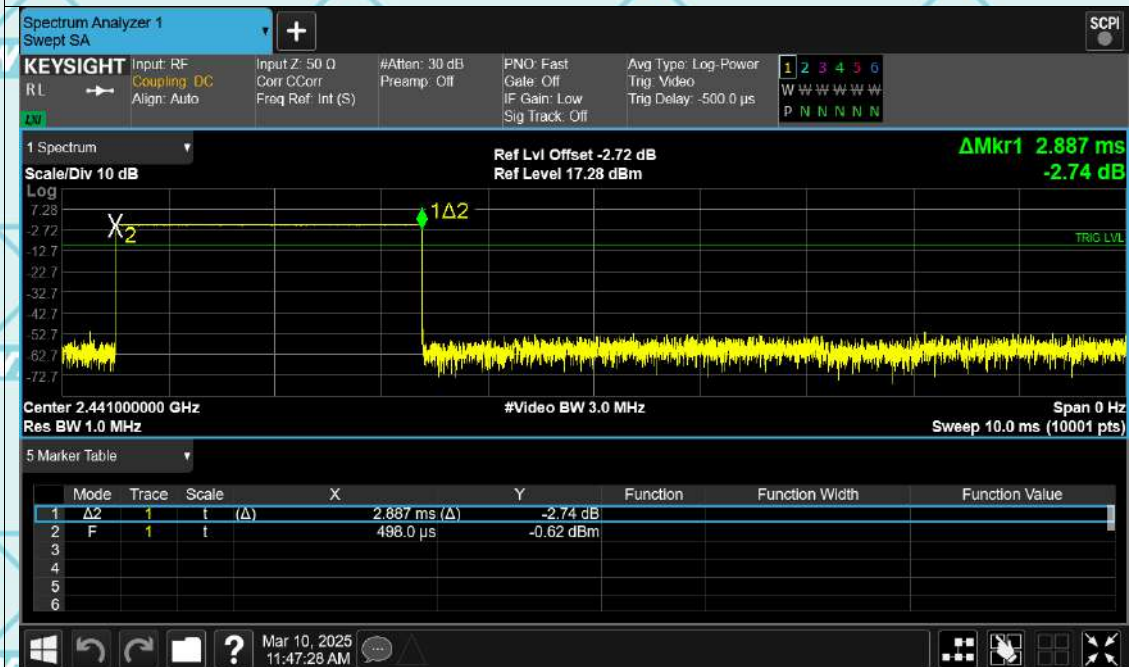 Spectrum Analyzer 1
Swept SA
+
SCPI
KEYSIGHT
RL
LXI
Input: RF
Coupling: DC
Align: Auto
Input Z: 50 Ω
Corr CCorr
Freq Ref: Int (S)
#Atten: 30 dB
Preamp: Off
PNO: Fast
Gate: Off
IF Gain: Low
Sig Track: Off
Avg Type: Log-Power
Trig: Video
Trig Delay: -500.0 µs
1 2 3 4 5 6
W W W W W W
P N N N N N
1 Spectrum
Scale/Div 10 dB
Ref Lvl Offset -2.72 dB
Ref Level 17.28 dBm
ΔMkr1 2.887 ms
-2.74 dB
Log
7.28
-2.72
-12.7
-22.7
-32.7
-42.7
-52.7
-62.7
-72.7
X2
1Δ2
TRIG LVL
Center 2.441000000 GHz
#Video BW 3.0 MHz
Span 0 Hz
Res BW 1.0 MHz
Sweep 10.0 ms (10001 pts)
5 Marker Table
Mode Trace Scale X Y Function Function Width Function Value
1 Δ2 1 t (Δ) 2.887 ms (Δ) -2.74 dB
2 F 1 t 498.0 µs -0.62 dBm
3
4
5
6
?
Mar 10, 2025
11:47:28 AM